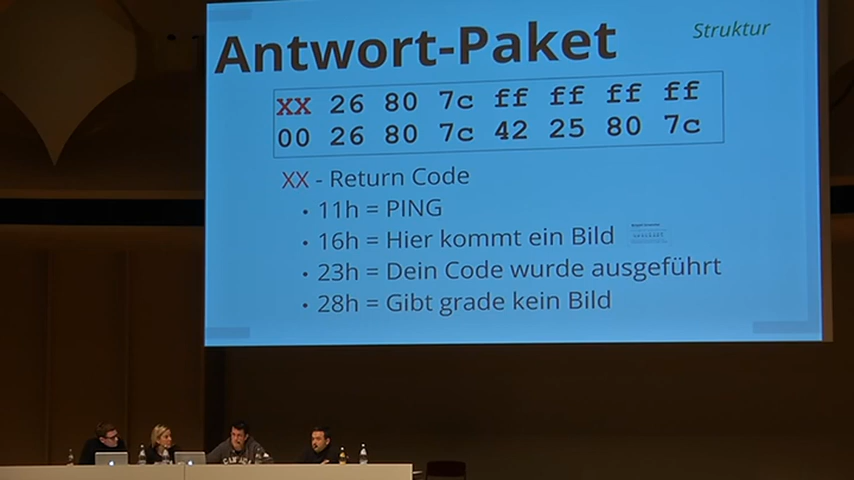 Antwort-Paket
Struktur
XX 26 80 7c ff ff ff ff
00 26 80 7c 42 25 80 7c
XX - Return Code
• 11h = PING
• 16h = Hier kommt ein Bild
• 23h = Dein Code wurde ausgeführt
• 28h = Gibt grade kein Bild